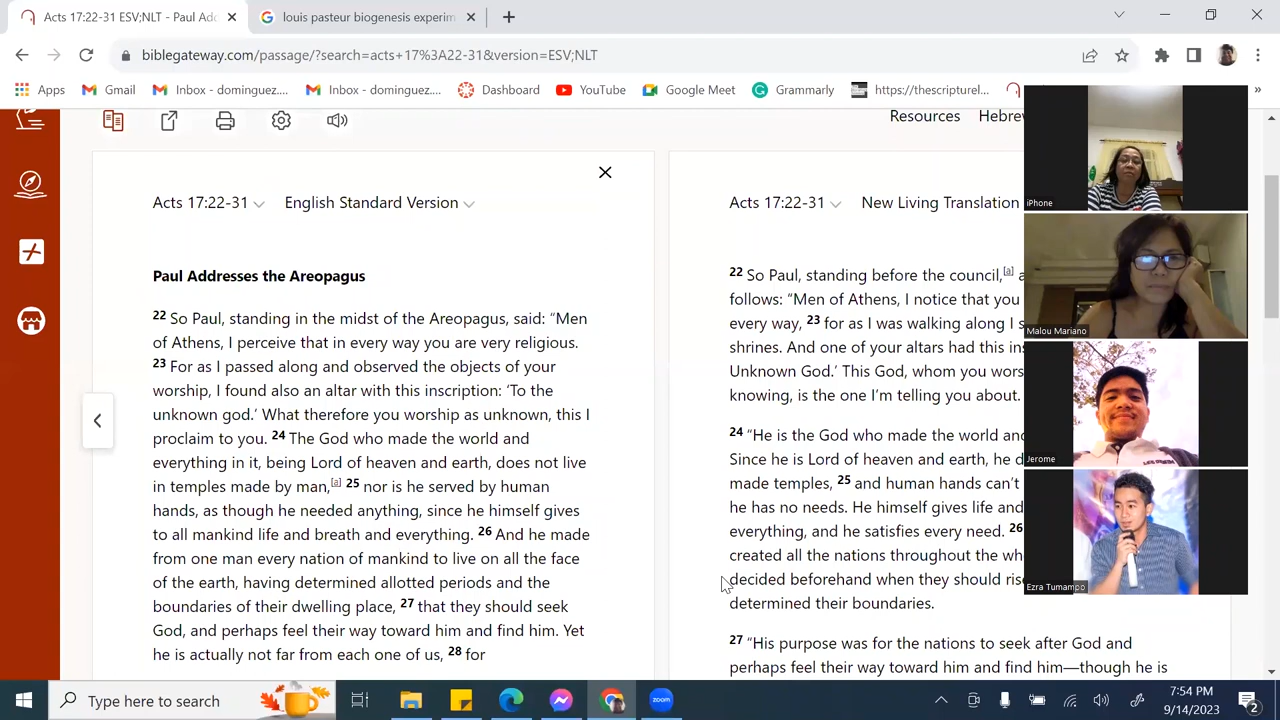 Acts 17:22-31 ESV;NLT - Paul Add
louis pasteur biogenesis experim
biblegateway.com/passage/?search=acts+17%3A22-31&version=ESV;NLT
Apps Gmail Inbox - dominguez.... Inbox - dominguez.... Dashboard YouTube Google Meet Grammarly https://thescripturel... »
Resources Hebrew
Acts 17:22-31 English Standard Version
Paul Addresses the Areopagus
22 So Paul, standing in the midst of the Areopagus, said: “Men
of Athens, I perceive that in every way you are very religious.
23 For as I passed along and observed the objects of your
worship, I found also an altar with this inscription: ‘To the
unknown god.’ What therefore you worship as unknown, this I
proclaim to you. 24 The God who made the world and
everything in it, being Lord of heaven and earth, does not live
in temples made by man,[a] 25 nor is he served by human
hands, as though he needed anything, since he himself gives
to all mankind life and breath and everything. 26 And he made
from one man every nation of mankind to live on all the face
of the earth, having determined allotted periods and the
boundaries of their dwelling place, 27 that they should seek
God, and perhaps feel their way toward him and find him. Yet
he is actually not far from each one of us, 28 for
Acts 17:22-31 New Living Translation
22 So Paul, standing before the council,[a] a
follows: “Men of Athens, I notice that you
every way, 23 for as I was walking along I s
shrines. And one of your altars had this ins
Unknown God.’ This God, whom you wors
knowing, is the one I’m telling you about.
24 “He is the God who made the world and
Since he is Lord of heaven and earth, he d
made temples, 25 and human hands can’t
he has no needs. He himself gives life and
everything, and he satisfies every need. 26
created all the nations throughout the wh
decided beforehand when they should rise
determined their boundaries.
27 “His purpose was for the nations to seek after God and
perhaps feel their way toward him and find him—though he is
iPhone
Malou Mariano
Jerome
Ezra Tumampo
Type here to search
zoom
7:54 PM
9/14/2023
2